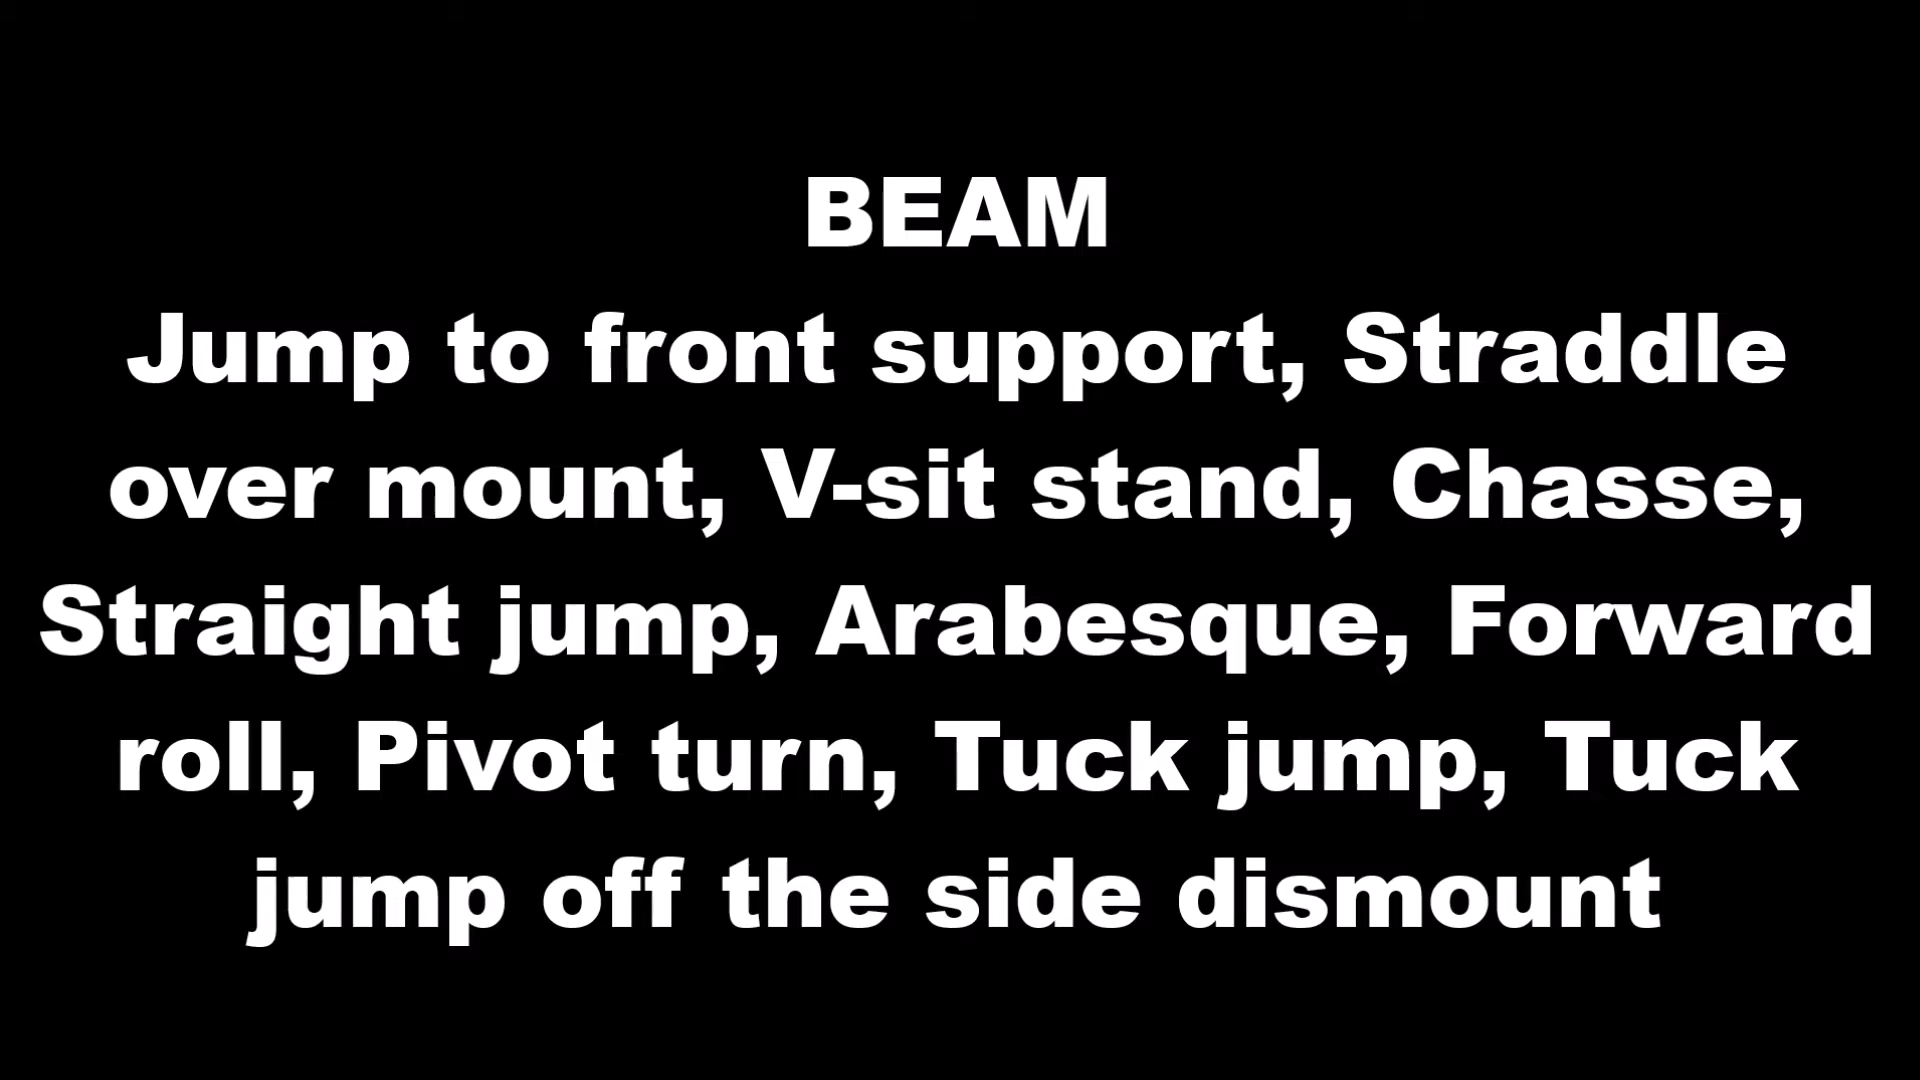 BEAM
Jump to front support, Straddle
over mount, V-sit stand, Chasse,
Straight jump, Arabesque, Forward
roll, Pivot turn, Tuck jump, Tuck
jump off the side dismount